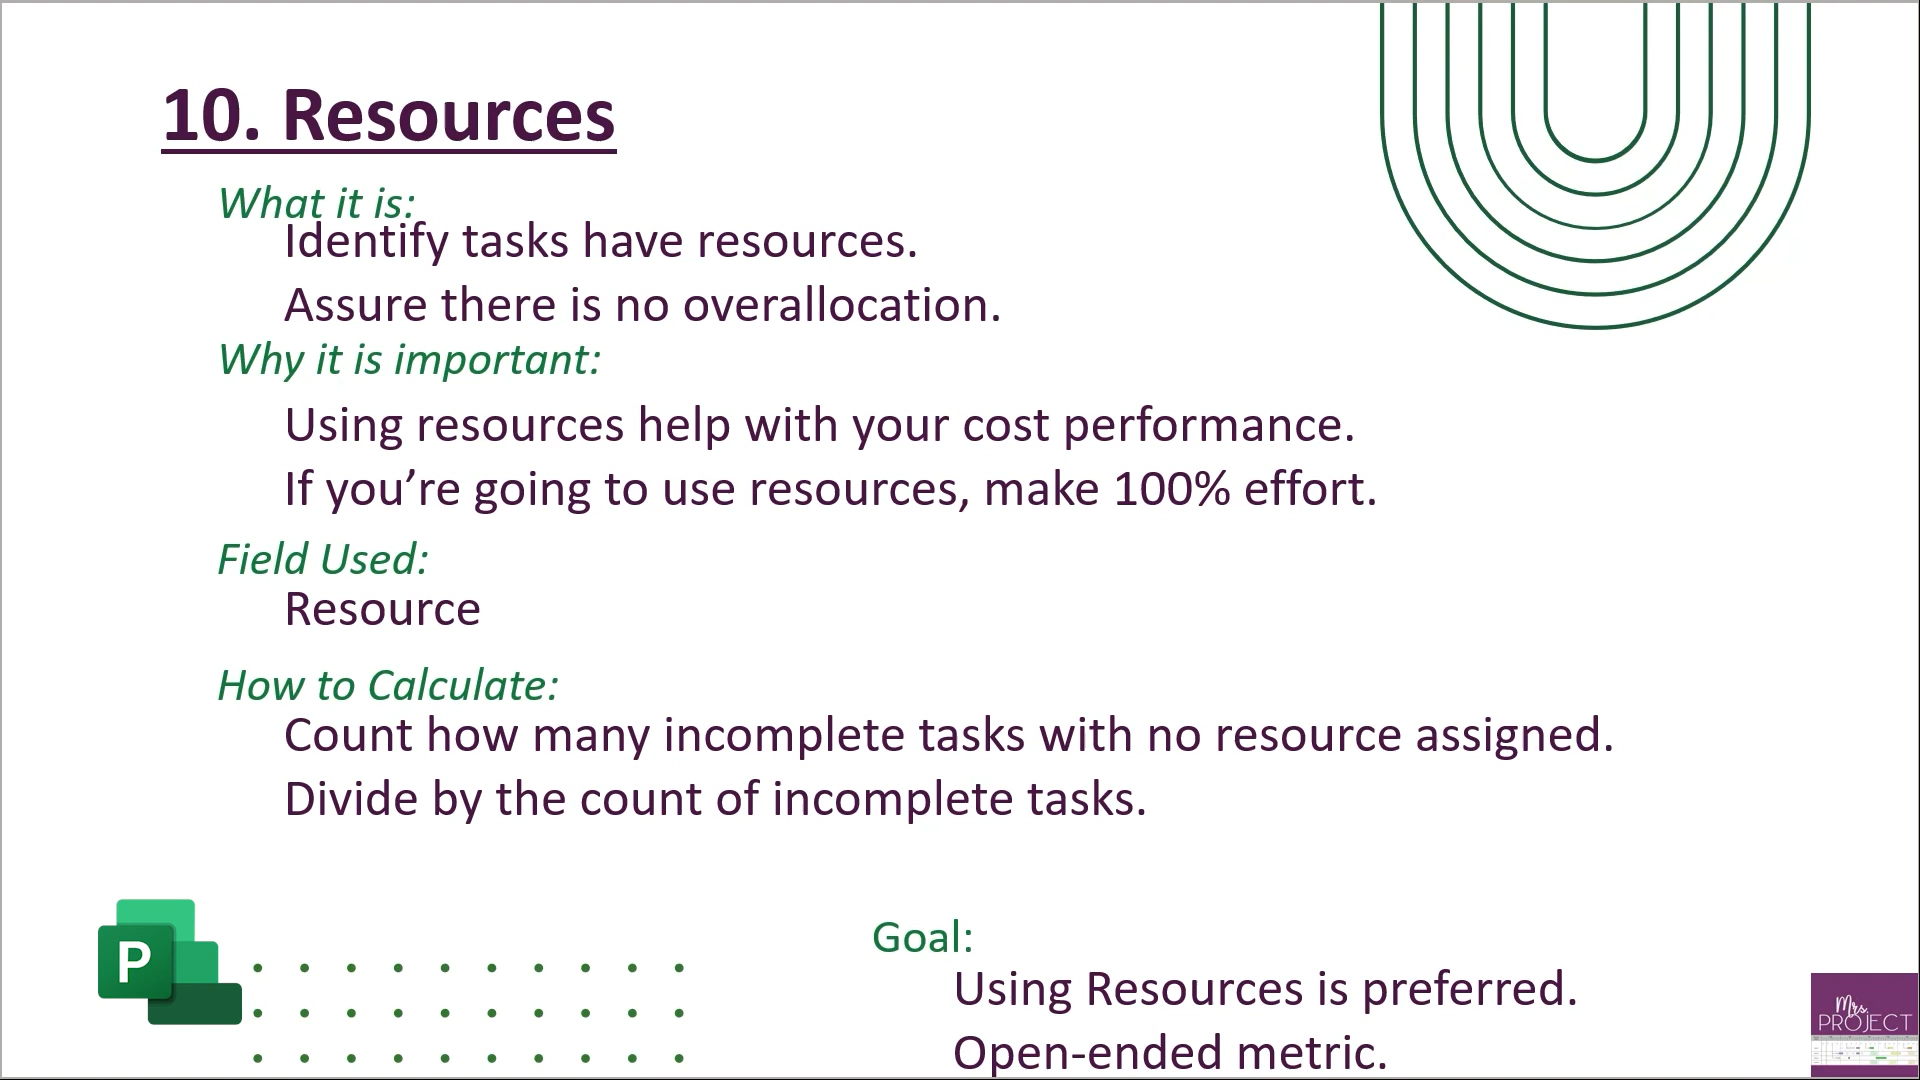 10. Resources
What it is:
Identify tasks have resources.
Assure there is no overallocation.
Why it is important:
Using resources help with your cost performance.
If you’re going to use resources, make 100% effort.
Field Used:
Resource
How to Calculate:
Count how many incomplete tasks with no resource assigned.
Divide by the count of incomplete tasks.
P
Goal:
Using Resources is preferred.
Open-ended metric.
Mrs.
PROJECT